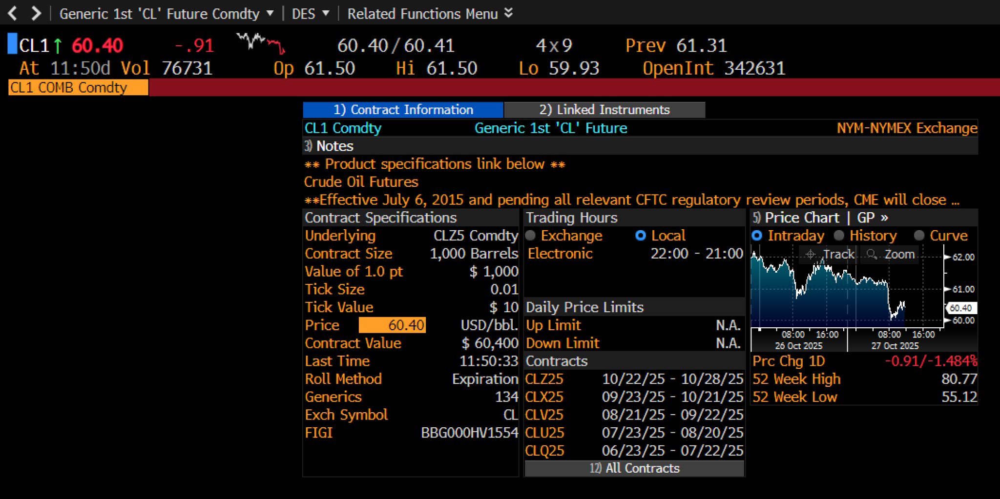 Generic 1st 'CL' Future Comdty DES Related Functions Menu
CL1 60.40 -.91 60.40/60.41 4x9 Prev 61.31
At 11:50d Vol 76731 Op 61.50 Hi 61.50 Lo 59.93 OpenInt 342631
CL1 COMB Comdty
1) Contract Information 2) Linked Instruments
CL1 Comdty Generic 1st 'CL' Future NYM-NYMEX Exchange
3) Notes
** Product specifications link below **
Crude Oil Futures
**Effective July 6, 2015 and pending all relevant CFTC regulatory review periods, CME will close ...
Contract Specifications
Underlying CLZ5 Comdty
Contract Size 1,000 Barrels
Value of 1.0 pt $ 1,000
Tick Size 0.01
Tick Value $ 10
Price 60.40 USD/bbl.
Contract Value $ 60,400
Last Time 11:50:33
Roll Method Expiration
Generics 134
Exch Symbol CL
FIGI BBG000HV1554
Trading Hours
Exchange Local
Electronic 22:00 - 21:00
Daily Price Limits
Up Limit N.A.
Down Limit N.A.
Contracts
CLZ25 10/22/25 - 10/28/25
CLX25 09/23/25 - 10/21/25
CLV25 08/21/25 - 09/22/25
CLU25 07/23/25 - 08/20/25
CLQ25 06/23/25 - 07/22/25
12) All Contracts
5) Price Chart | GP »
Intraday History Curve
Track Zoom
62.00
61.00
60.40
60.00
08:00 16:00 08:00 16:00
26 Oct 2025 27 Oct 2025
Prc Chg 1D -0.91/-1.484%
52 Week High 80.77
52 Week Low 55.12